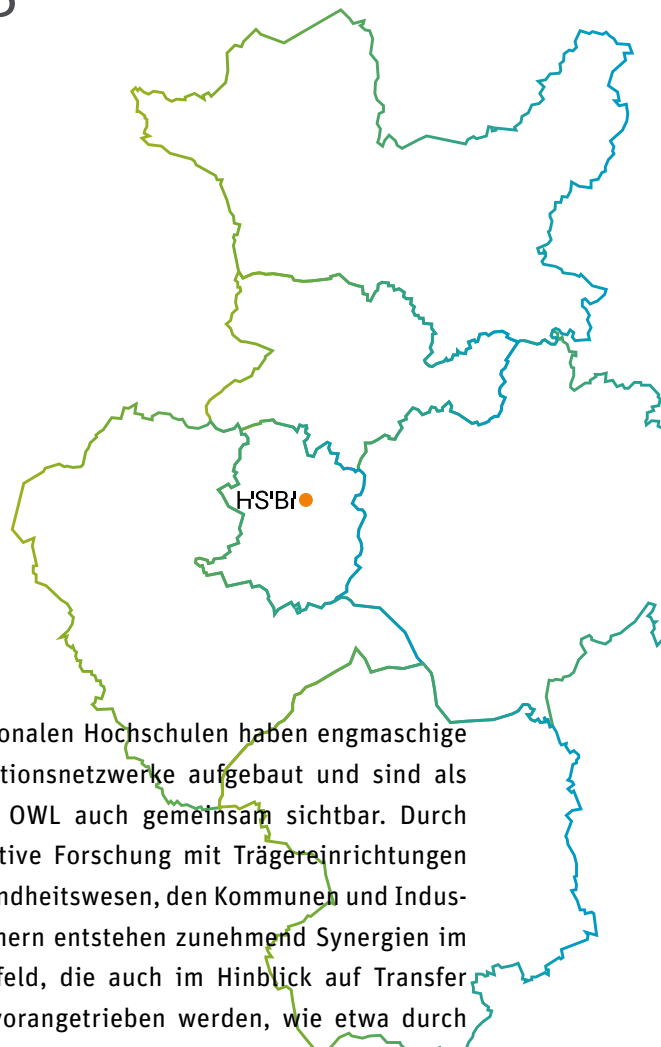 H'S'BI
onalen Hochschulen haben engmaschige
tionsnetzwerke aufgebaut und sind als
OWL auch gemeinsam sichtbar. Durch
tive Forschung mit Trägereinrichtungen
ndheitswesen, den Kommunen und Indus-
nern entstehen zunehmend Synergien im
feld, die auch im Hinblick auf Transfer
vorangetrieben werden, wie etwa durch